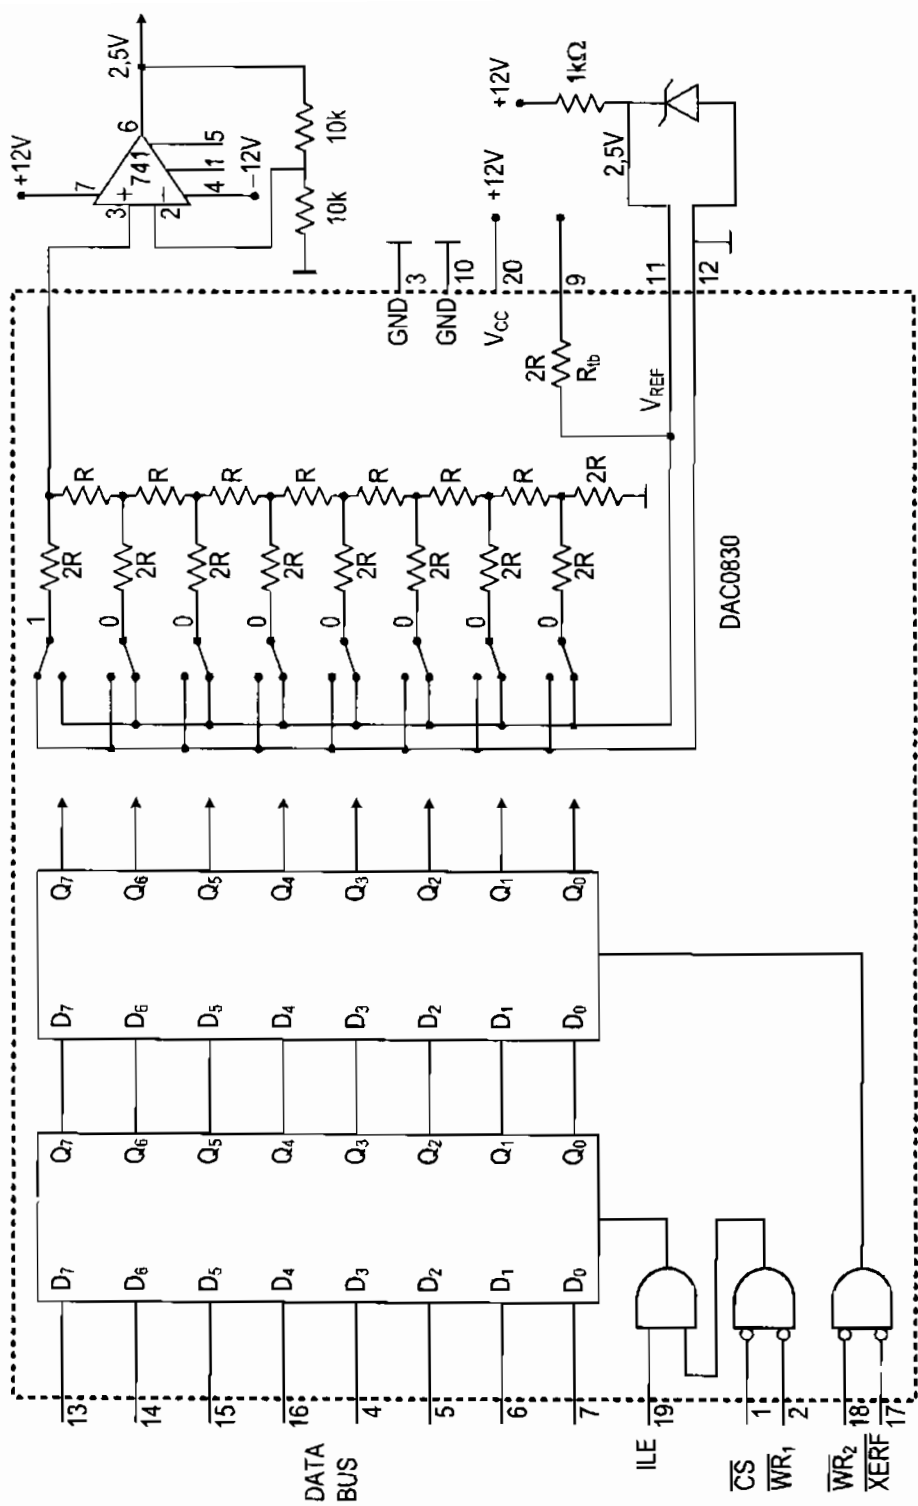 DATA
BUS
13
14
15
16
4
5
6
7
ILE
19
CS
1
WR1
2
WR2
18
XERF
17
D7
D6
D5
D4
D3
D2
D1
D0
Q7
Q6
Q5
Q4
Q3
Q2
Q1
Q0
D7
D6
D5
D4
D3
D2
D1
D0
Q7
Q6
Q5
Q4
Q3
Q2
Q1
Q0
1
0
0
0
0
0
0
0
2R
2R
2R
2R
2R
2R
2R
2R
R
R
R
R
R
R
R
2R
DAC0830
VREF
2R
Rfb
GND
3
GND
10
VCC
20
9
11
12
+12V
+12V
1kΩ
2,5V
+12V
7
3
+
2
−
741
6
5
1
4
−12V
2,5V
10k
10k